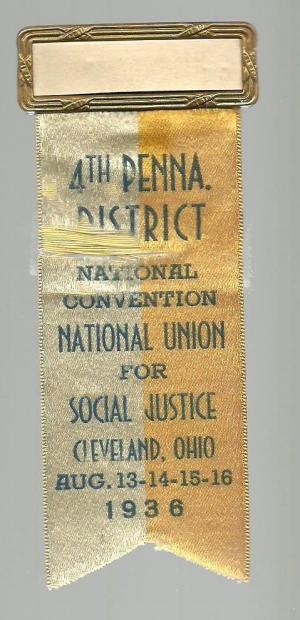 4TH PENNA.
DISTRICT
NATIONAL
CONVENTION
NATIONAL UNION
FOR
SOCIAL JUSTICE
CLEVELAND, OHIO
AUG. 13-14-15-16
1936